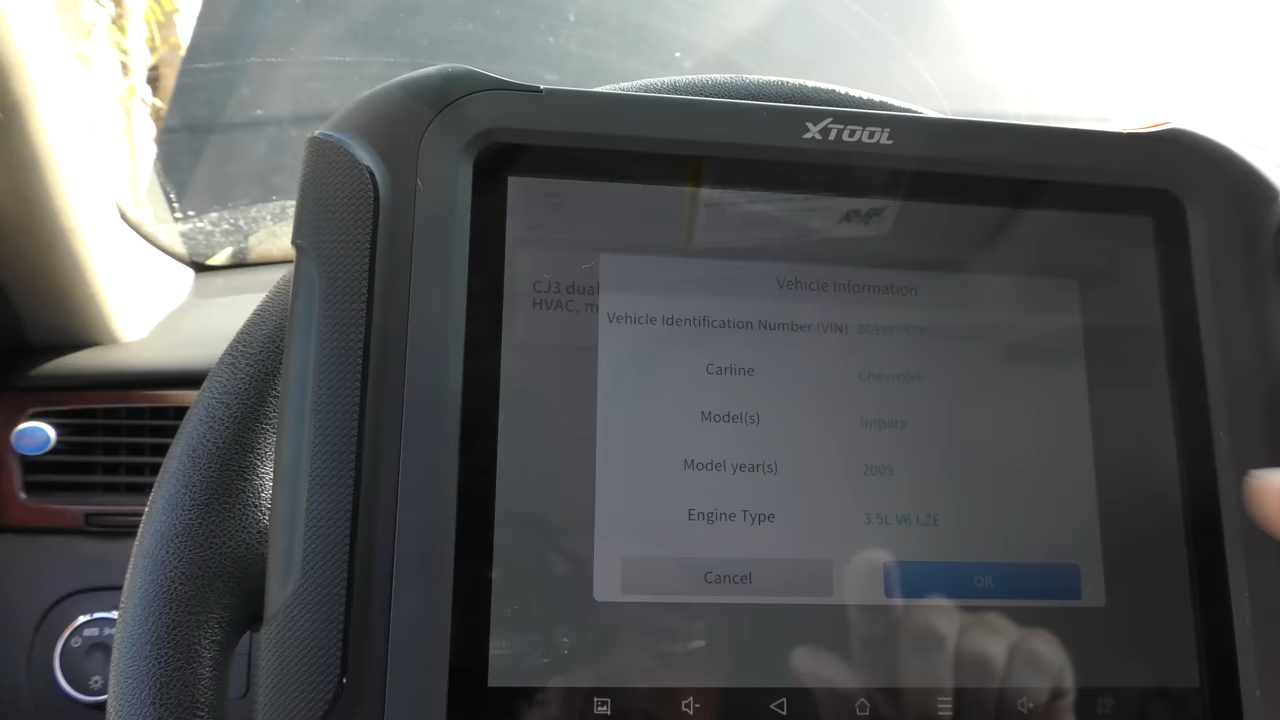 XTOOL
CJ3 dual
HVAC, m
Vehicle Information
Vehicle Identification Number (VIN)
Carline Chevrolet
Model(s) Impala
Model year(s) 2009
Engine Type 3.5L V6 LZE
Cancel OK